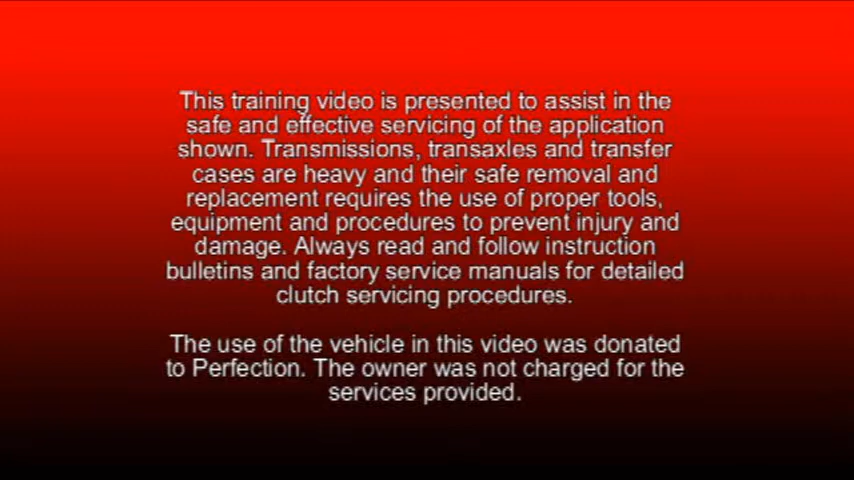 This training video is presented to assist in the
safe and effective servicing of the application
shown. Transmissions, transaxles and transfer
cases are heavy and their safe removal and
replacement requires the use of proper tools,
equipment and procedures to prevent injury and
damage. Always read and follow instruction
bulletins and factory service manuals for detailed
clutch servicing procedures.
The use of the vehicle in this video was donated
to Perfection. The owner was not charged for the
services provided.